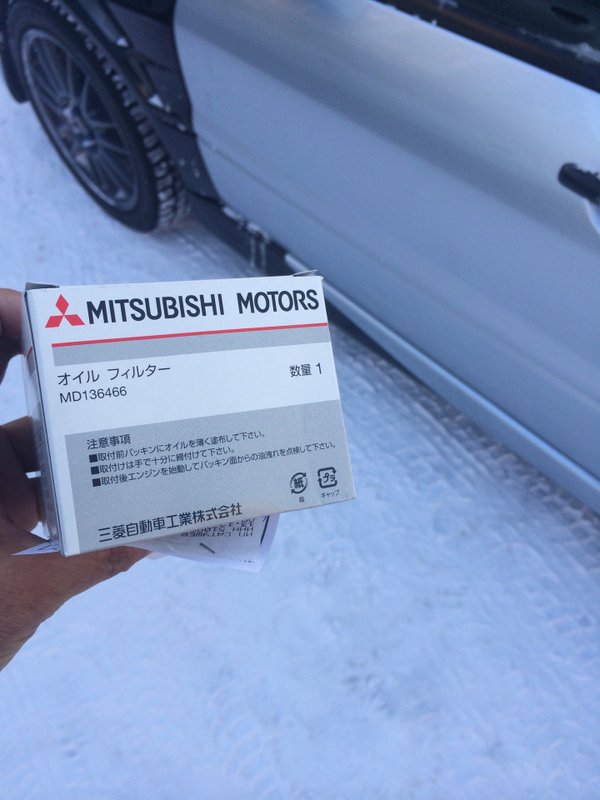 MITSUBISHI MOTORS
オイル フィルター 数量 1
MD136466
注意事項
■取付前パッキンにオイルを薄く塗布して下さい。
■取付けは手で十分に締付けて下さい。
■取付後エンジンを始動してパッキン面からの油洩れを点検して下さい。
紙 プラ
箱 キャップ
三菱自動車工業株式会社